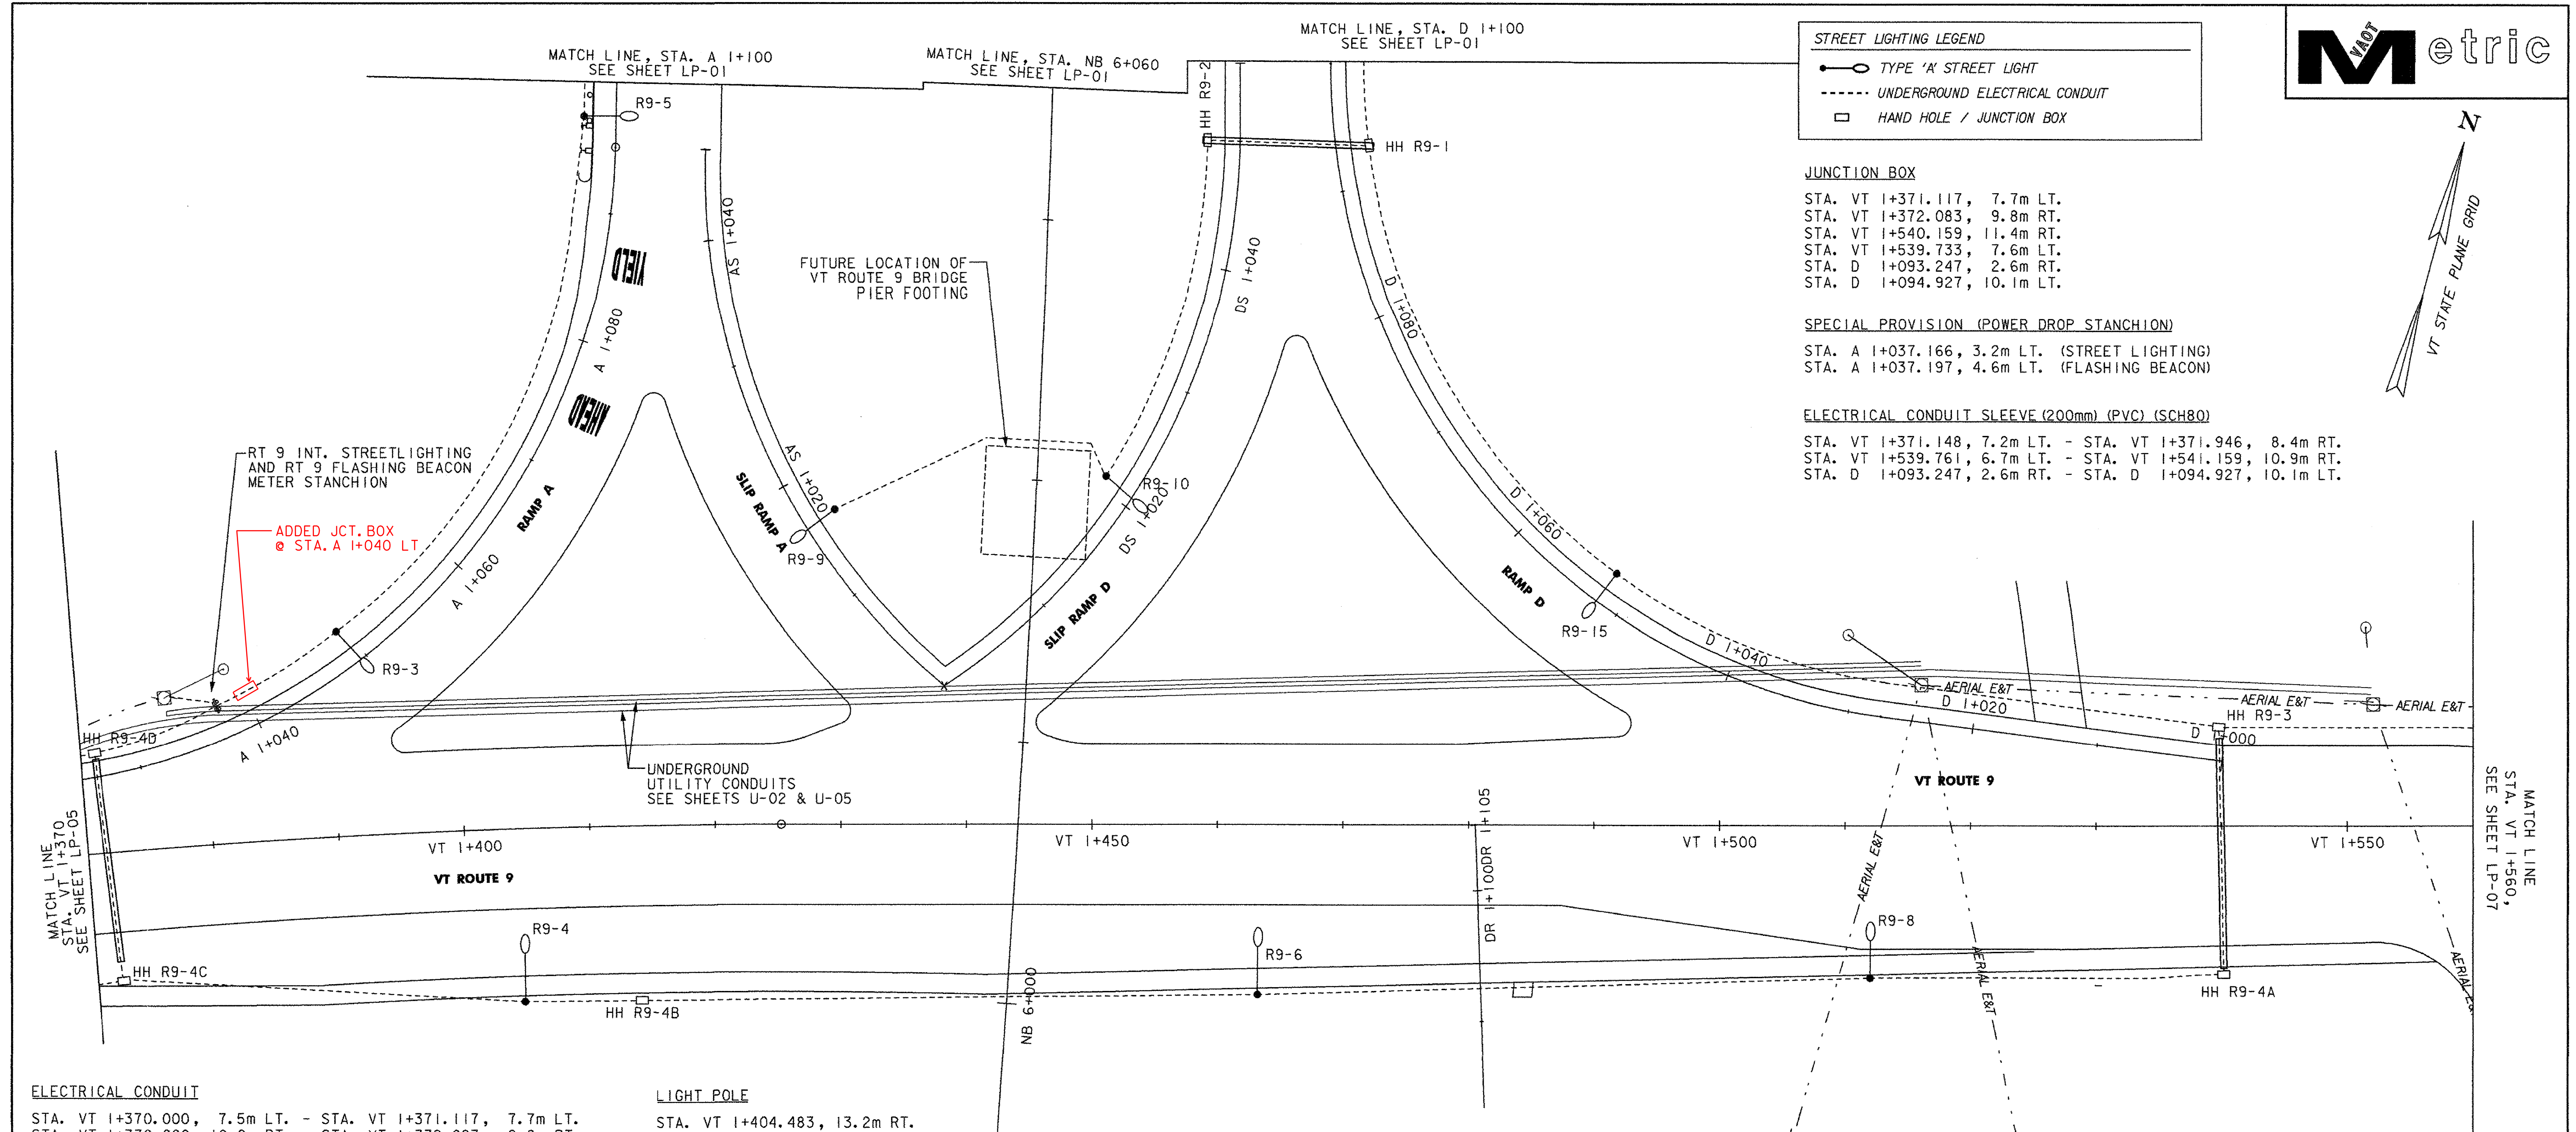 MATCH LINE, STA. A 1+100
SEE SHEET LP-01
MATCH LINE, STA. NB 6+060
SEE SHEET LP-01
MATCH LINE, STA. D 1+100
SEE SHEET LP-01
STREET LIGHTING LEGEND
TYPE 'A' STREET LIGHT
UNDERGROUND ELECTRICAL CONDUIT
HAND HOLE / JUNCTION BOX
VAOT
Metric
N
VT STATE PLANE GRID
JUNCTION BOX
STA. VT 1+371.117, 7.7m LT.
STA. VT 1+372.083, 9.8m RT.
STA. VT 1+540.159, 11.4m RT.
STA. VT 1+539.733, 7.6m LT.
STA. D 1+093.247, 2.6m RT.
STA. D 1+094.927, 10.1m LT.
SPECIAL PROVISION (POWER DROP STANCHION)
STA. A 1+037.166, 3.2m LT. (STREET LIGHTING)
STA. A 1+037.197, 4.6m LT. (FLASHING BEACON)
ELECTRICAL CONDUIT SLEEVE (200mm) (PVC) (SCH80)
STA. VT 1+371.148, 7.2m LT. - STA. VT 1+371.946, 8.4m RT.
STA. VT 1+539.761, 6.7m LT. - STA. VT 1+541.159, 10.9m RT.
STA. D 1+093.247, 2.6m RT. - STA. D 1+094.927, 10.1m LT.
R9-5
HH R9-2
HH R9-1
YIELD
AHEAD
A 1+080
AS 1+040
DS 1+040
D 1+080
FUTURE LOCATION OF
VT ROUTE 9 BRIDGE
PIER FOOTING
RT 9 INT. STREETLIGHTING
AND RT 9 FLASHING BEACON
METER STANCHION
ADDED JCT. BOX
@ STA. A 1+040 LT
RAMP A
A 1+060
SLIP RAMP A
AS 1+020
R9-9
R9-10
DS 1+020
SLIP RAMP D
D 1+060
RAMP D
R9-15
R9-3
D 1+040
AERIAL E&T
AERIAL E&T
AERIAL E&T
D 1+020
HH R9-3
D 1+000
HH R9-4D
A 1+040
UNDERGROUND
UTILITY CONDUITS
SEE SHEETS U-02 & U-05
VT ROUTE 9
MATCH LINE
STA. VT 1+370
SEE SHEET LP-05
VT 1+400
VT 1+450
VT 1+500
VT 1+550
MATCH LINE
STA. VT 1+560,
SEE SHEET LP-07
VT ROUTE 9
DR 1+105
DR 1+100
AERIAL E&T
AERIAL E&T
AERIAL E&T
R9-4
R9-6
R9-8
HH R9-4C
HH R9-4B
NB 6+000
HH R9-4A
ELECTRICAL CONDUIT
STA. VT 1+370.000, 7.5m LT. - STA. VT 1+371.117, 7.7m LT.
LIGHT POLE
STA. VT 1+404.483, 13.2m RT.